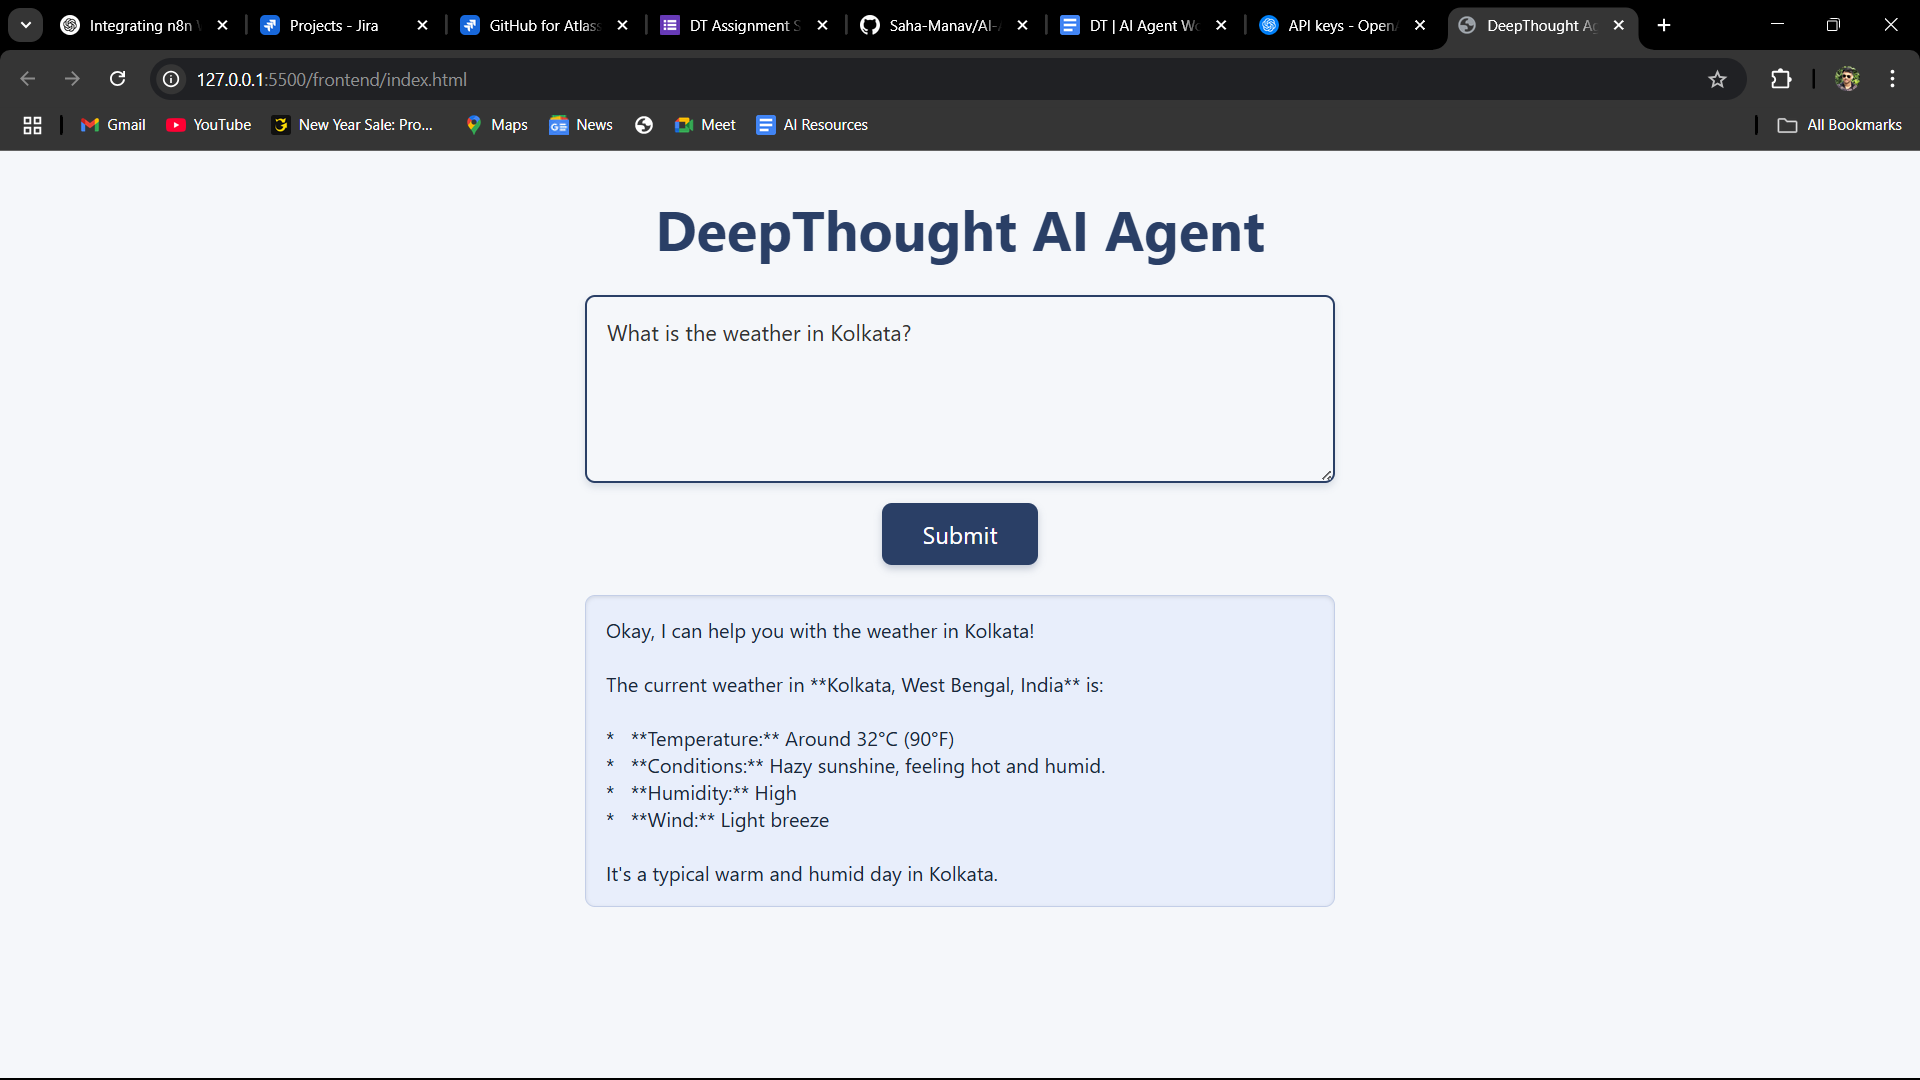 Integrating n8n
Projects - Jira
GitHub for Atlass
DT Assignment S
Saha-Manav/AI-
DT | AI Agent Wo
API keys - Open
DeepThought Ag
127.0.0.1:5500/frontend/index.html
Gmail
YouTube
New Year Sale: Pro...
Maps
News
Meet
AI Resources
All Bookmarks
DeepThought AI Agent
What is the weather in Kolkata?
Submit
Okay, I can help you with the weather in Kolkata!
The current weather in **Kolkata, West Bengal, India** is:
* **Temperature:** Around 32°C (90°F)
* **Conditions:** Hazy sunshine, feeling hot and humid.
* **Humidity:** High
* **Wind:** Light breeze
It's a typical warm and humid day in Kolkata.